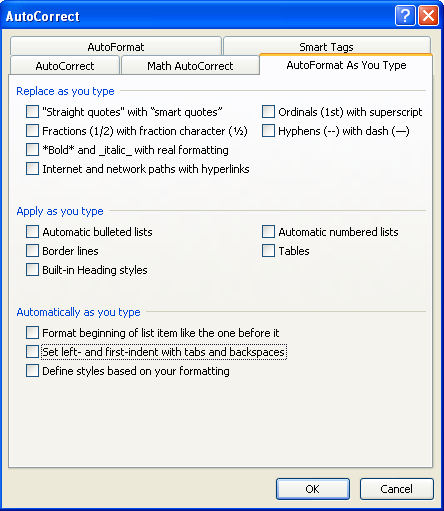 AutoCorrect
AutoFormat Smart Tags
AutoCorrect Math AutoCorrect AutoFormat As You Type
Replace as you type
"Straight quotes" with “smart quotes” Ordinals (1st) with superscript
Fractions (1/2) with fraction character (½) Hyphens (--) with dash (—)
*Bold* and _italic_ with real formatting
Internet and network paths with hyperlinks
Apply as you type
Automatic bulleted lists Automatic numbered lists
Border lines Tables
Built-in Heading styles
Automatically as you type
Format beginning of list item like the one before it
Set left- and first-indent with tabs and backspaces
Define styles based on your formatting
OK Cancel